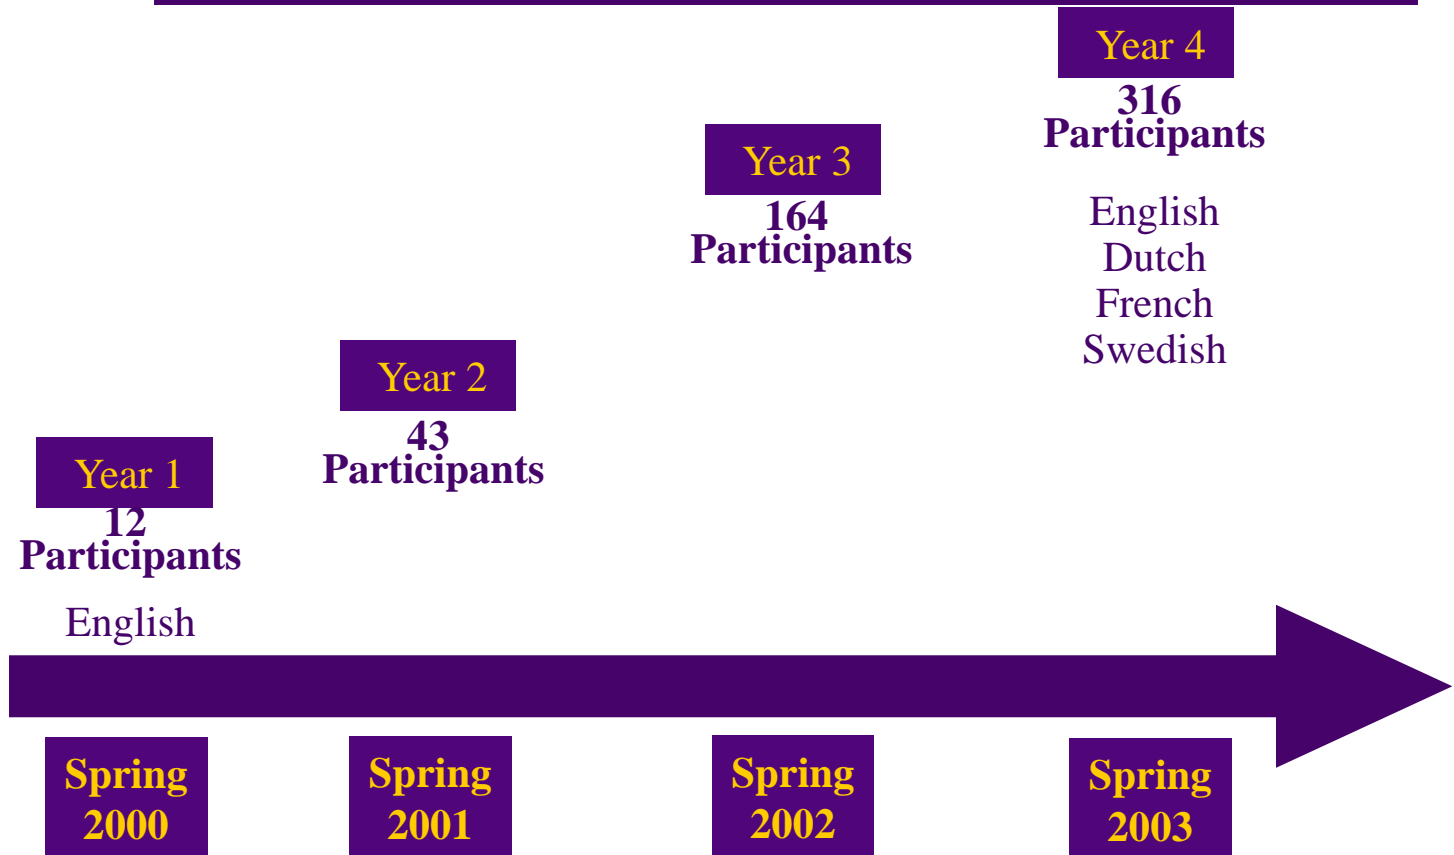 Year 4
316
Participants
English
Dutch
French
Swedish
Year 3
164
Participants
Year 2
43
Participants
Year 1
12
Participants
English
Spring
2000
Spring
2001
Spring
2002
Spring
2003